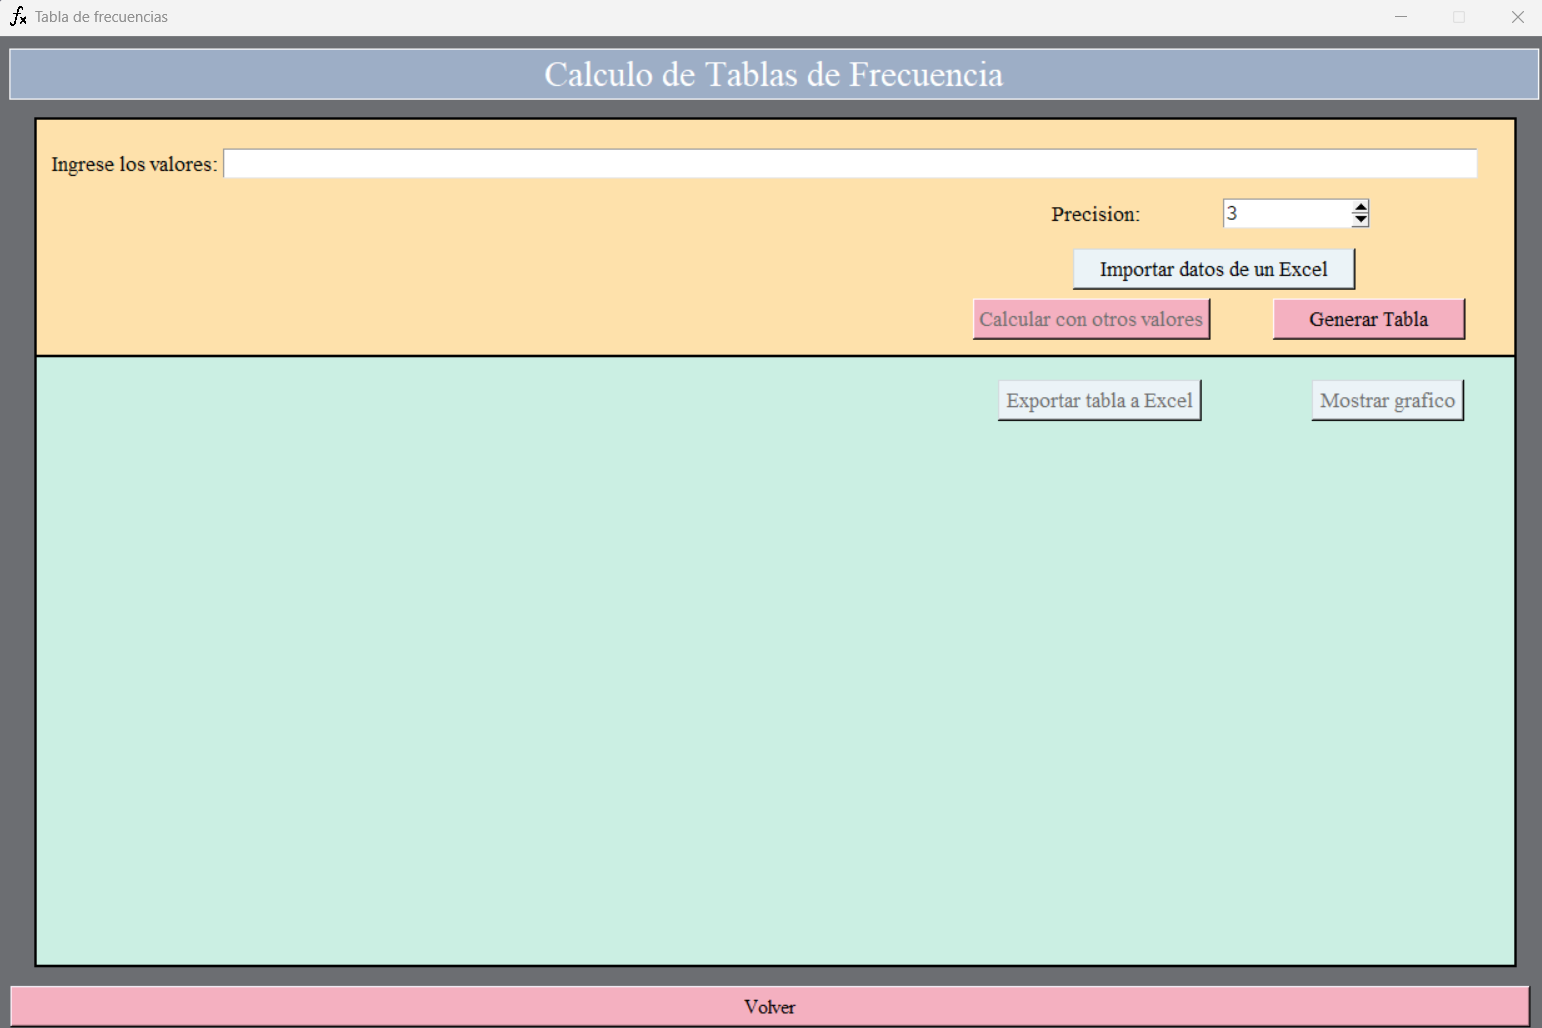 Tabla de frecuencias
Calculo de Tablas de Frecuencia
Ingrese los valores:
Precision: 3
Importar datos de un Excel
Calcular con otros valores Generar Tabla
Exportar tabla a Excel Mostrar grafico
Volver